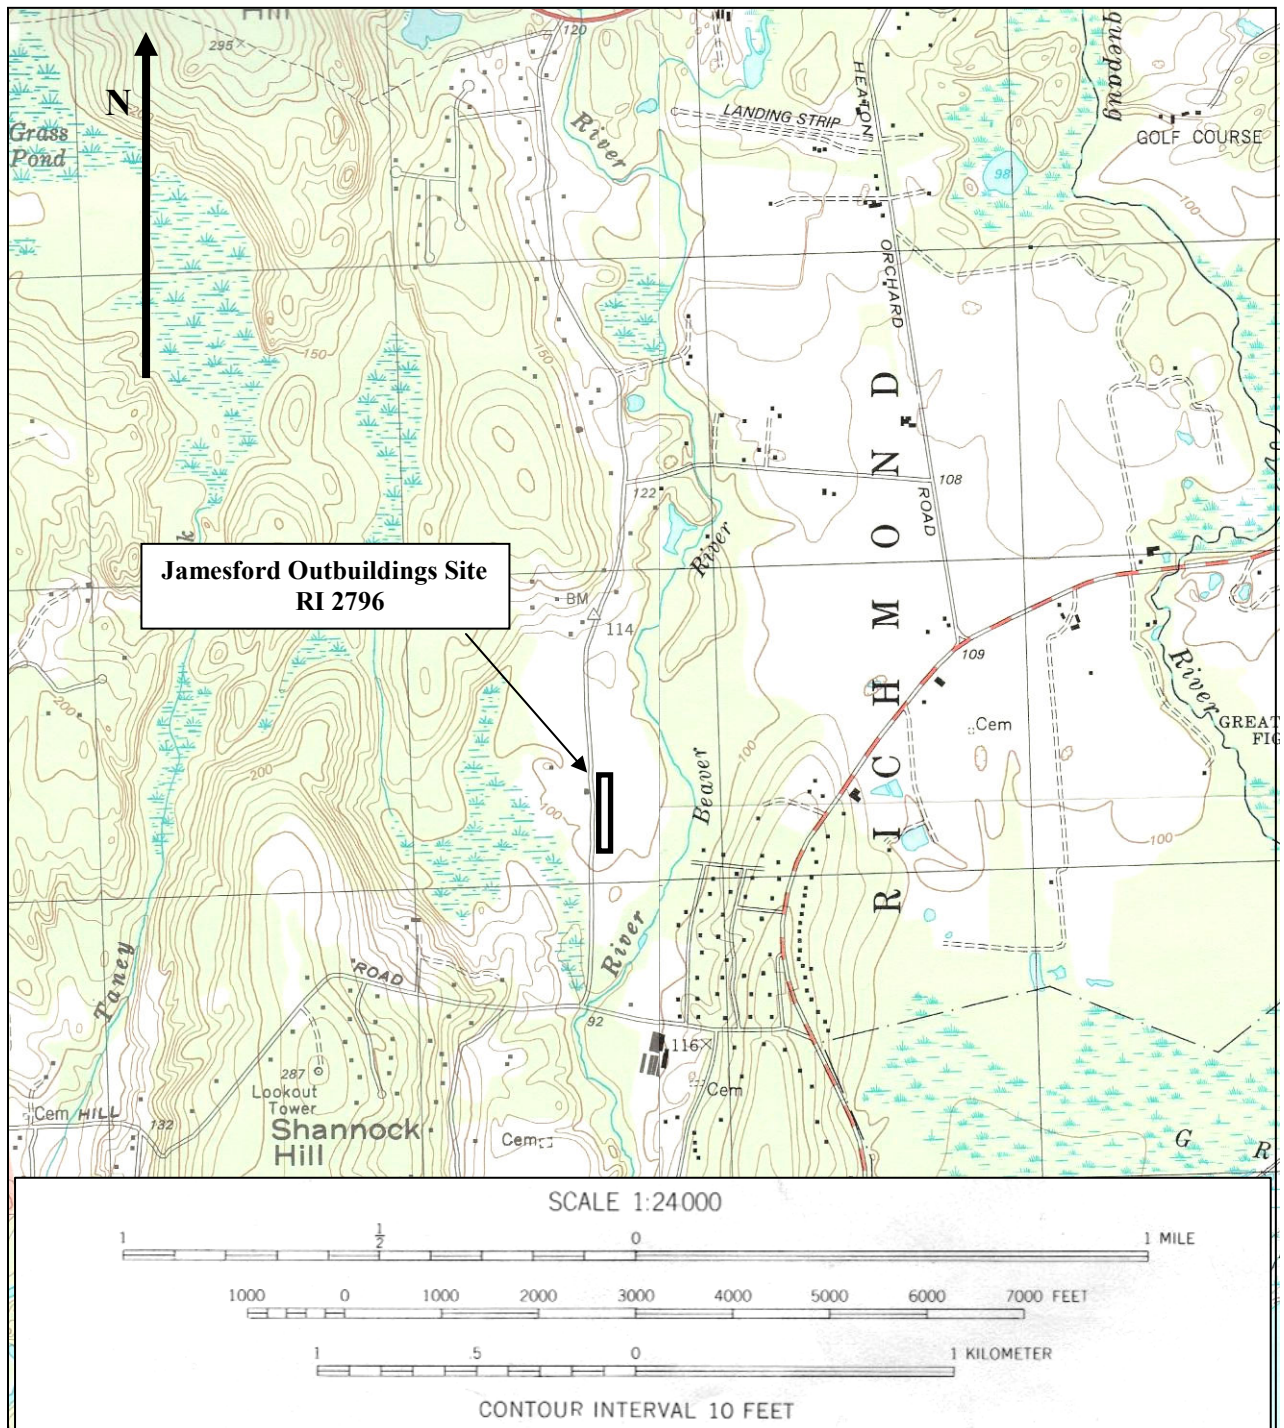 Hill
295
120
N
Grass
Pond
River
HEATON
LANDING STRIP
quepaug
GOLF COURSE
98
100
ORCHARD
150
150
122
108
ROAD
River
k
Jamesford Outbuildings Site
RI 2796
BM
114
109
200
River
GREAT
FIG
Cem
200
100
Beaver
100
100
RICHMOND
Taney
ROAD
River
92
116
287
Lookout
Tower
Cem
Cem HILL
132
Shannock
Hill
Cem
G R
SCALE 1:24000
1 1/2 0 1 MILE
1000 0 1000 2000 3000 4000 5000 6000 7000 FEET
1 .5 0 1 KILOMETER
CONTOUR INTERVAL 10 FEET